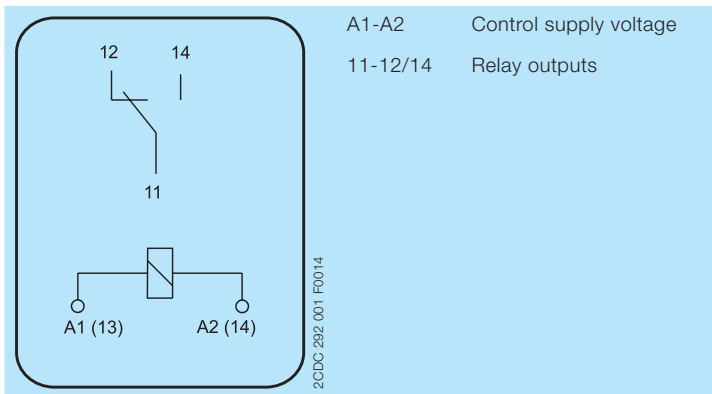 12 14
11
A1 (13) A2 (14)
2CDC 292 001 F0014
A1-A2 Control supply voltage
11-12/14 Relay outputs